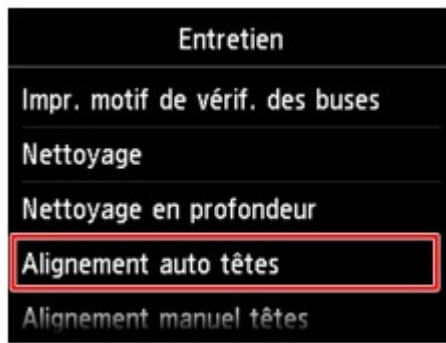 Entretien
Impr. motif de vérif. des buses
Nettoyage
Nettoyage en profondeur
Alignement auto têtes
Alignement manuel têtes